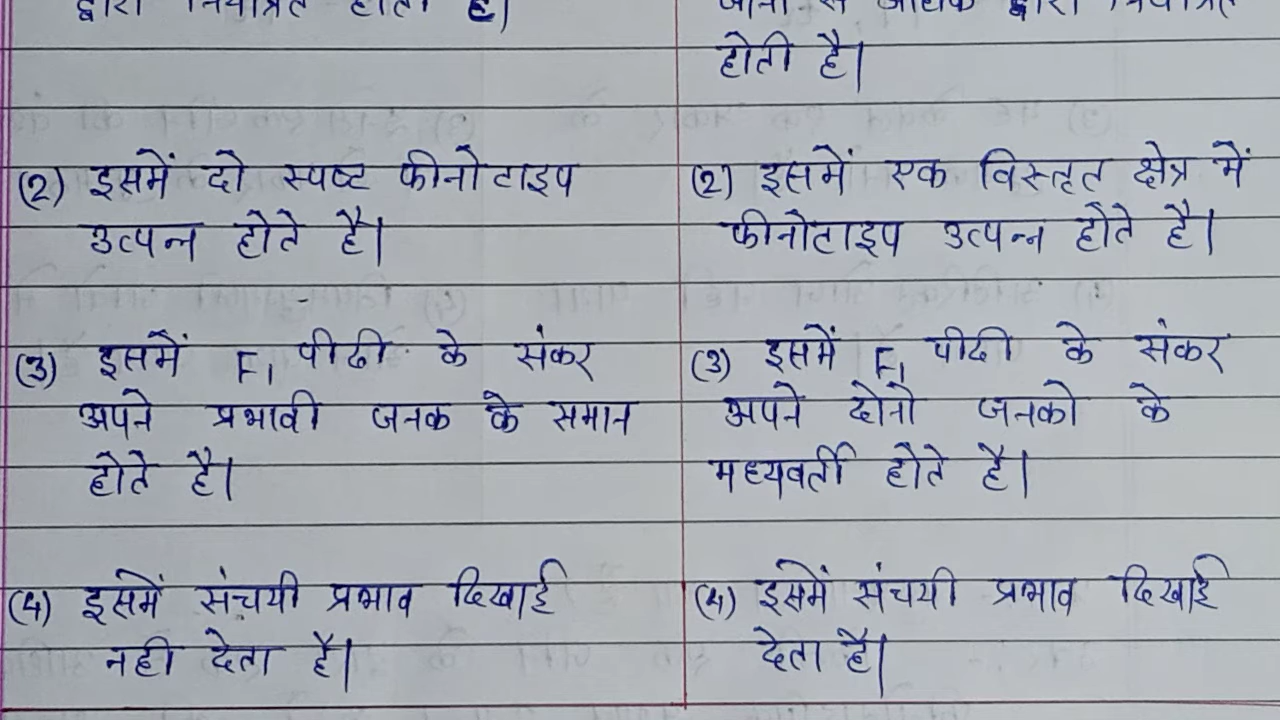 द्वारा नियंत्रित होता है|
(2) इसमें दो स्पष्ट फीनोटाइप
उत्पन्न होते है|
(3) इसमें F₁ पीढी के संकर
अपने प्रभावी जनक के समान
होते है|
(4) इसमें संचयी प्रभाव दिखाई
नही देता है|
से अधिक द्वारा
होती है|
(2) इसमें एक विस्तृत क्षेत्र में
फीनोटाइप उत्पन्न होते है|
(3) इसमें F₁ पीढी के संकर
अपने दोनो जनको के
मध्यवर्ती होते है|
(4) इसमें संचयी प्रभाव दिखाई
देता है|